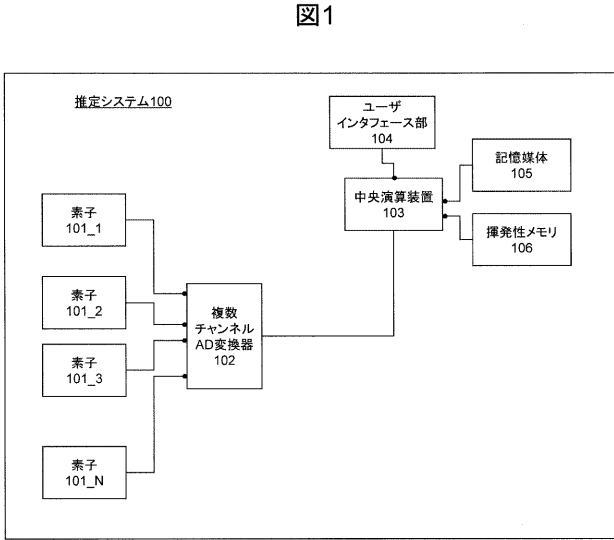 図1
推定システム100
ユーザ
インタフェース部
104
記憶媒体
105
中央演算装置
103
揮発性メモリ
106
素子
101_1
素子
101_2
複数
チャンネル
AD変換器
102
素子
101_3
素子
101_N